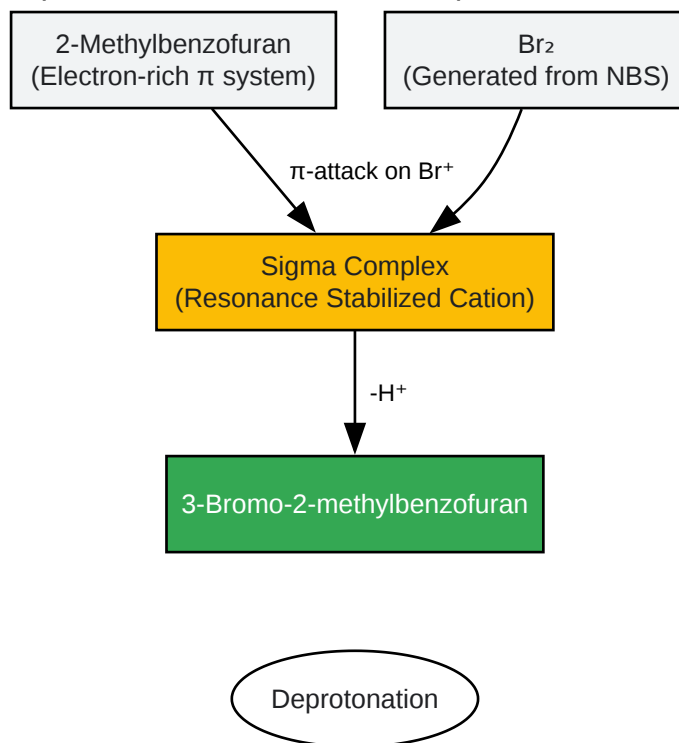 2-Methylbenzofuran
(Electron-rich π system)
Br₂
(Generated from NBS)
π-attack on Br⁺
Sigma Complex
(Resonance Stabilized Cation)
-H⁺
3-Bromo-2-methylbenzofuran
Deprotonation